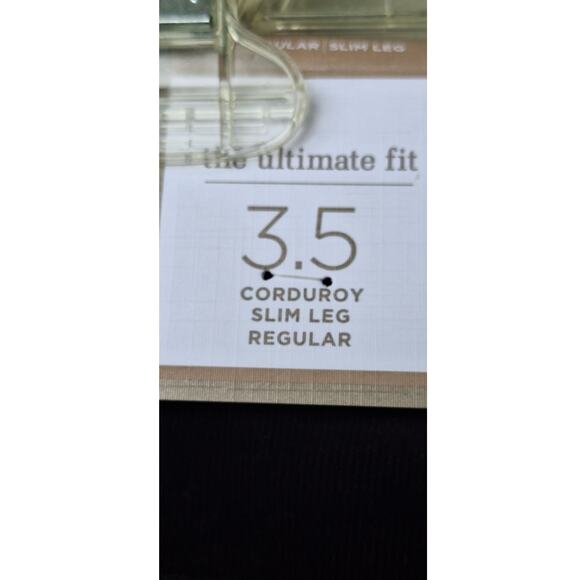 ULAR | SLIM LEG
the ultimate fit
3.5
CORDUROY
SLIM LEG
REGULAR